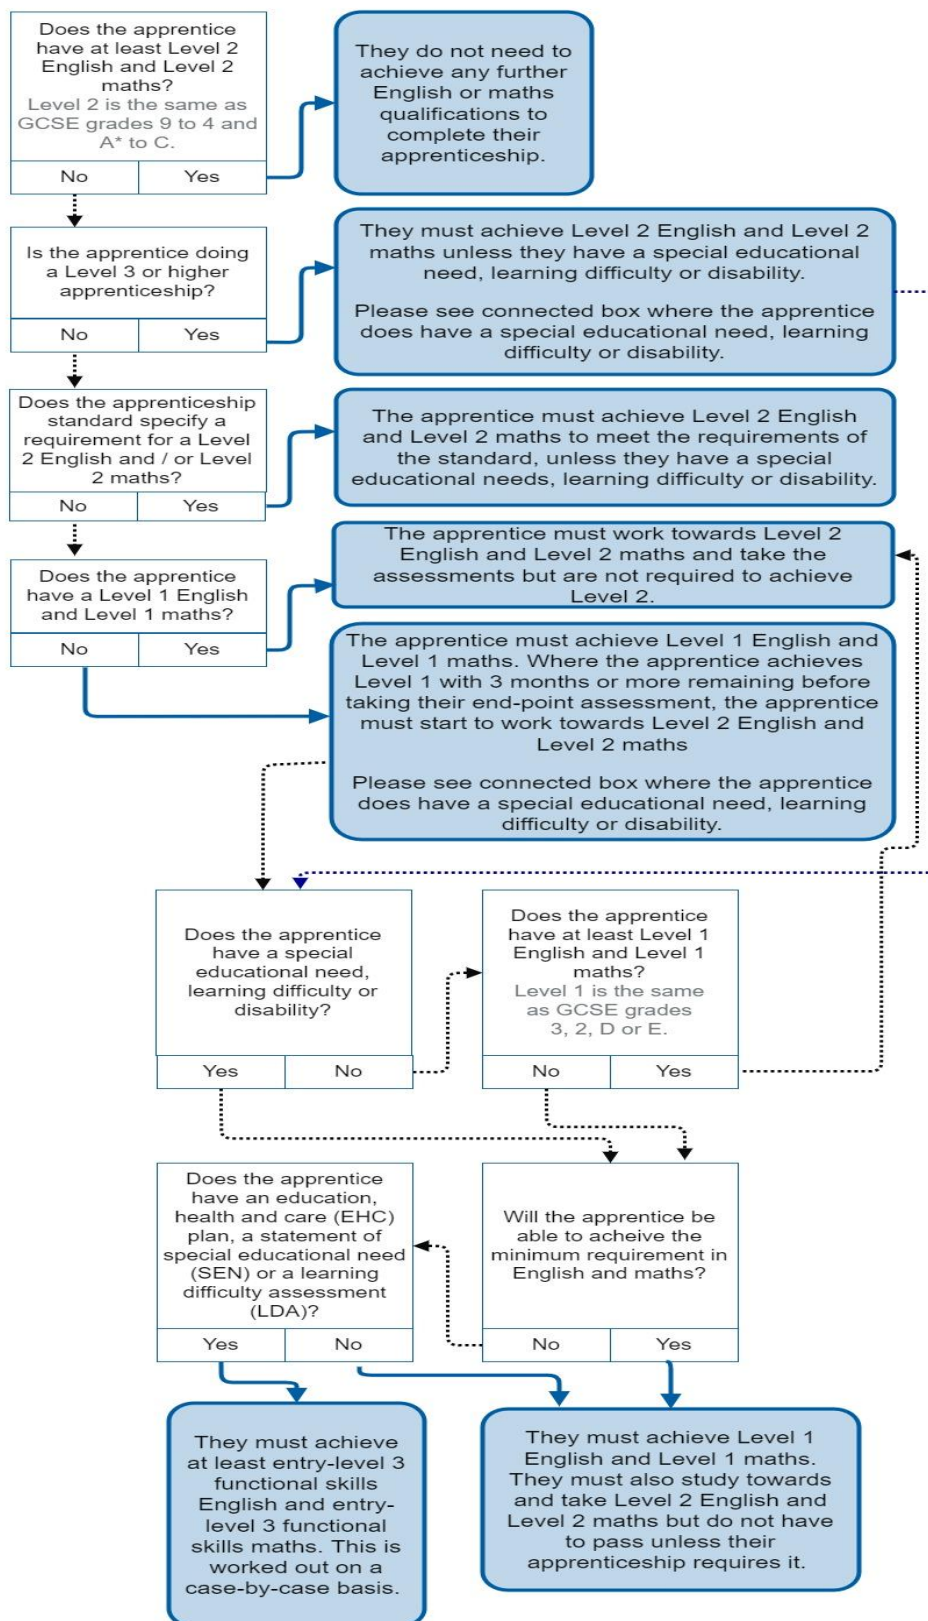 Does the apprentice
have at least Level 2
English and Level 2
maths?
Level 2 is the same as
GCSE grades 9 to 4 and
A* to C.
No
Yes
They do not need to
achieve any further
English or maths
qualifications to
complete their
apprenticeship.
Is the apprentice doing
a Level 3 or higher
apprenticeship?
No
Yes
They must achieve Level 2 English and Level 2
maths unless they have a special educational
need, learning difficulty or disability.
Please see connected box where the apprentice
does have a special educational need, learning
difficulty or disability.
Does the apprenticeship
standard specify a
requirement for a Level
2 English and / or Level
2 maths?
No
Yes
The apprentice must achieve Level 2 English
and Level 2 maths to meet the requirements of
the standard, unless they have a special
educational needs, learning difficulty or disability.
Does the apprentice
have a Level 1 English
and Level 1 maths?
No
Yes
The apprentice must work towards Level 2
English and Level 2 maths and take the
assessments but are not required to achieve
Level 2.
The apprentice must achieve Level 1 English and
Level 1 maths. Where the apprentice achieves
Level 1 with 3 months or more remaining before
taking their end-point assessment, the apprentice
must start to work towards Level 2 English and
Level 2 maths
Please see connected box where the apprentice
does have a special educational need, learning
difficulty or disability.
Does the apprentice
have a special
educational need,
learning difficulty or
disability?
Yes
No
Does the apprentice
have at least Level 1
English and Level 1
maths?
Level 1 is the same
as GCSE grades
3, 2, D or E.
No
Yes
Does the apprentice
have an education,
health and care (EHC)
plan, a statement of
special educational need
(SEN) or a learning
difficulty assessment
(LDA)?
Yes
No
Will the apprentice be
able to acheive the
minimum requirement in
English and maths?
No
Yes
They must achieve
at least entry-level 3
functional skills
English and entry-
level 3 functional
skills maths. This is
worked out on a
case-by-case basis.
They must achieve Level 1
English and Level 1 maths.
They must also study towards
and take Level 2 English and
Level 2 maths but do not have
to pass unless their
apprenticeship requires it.